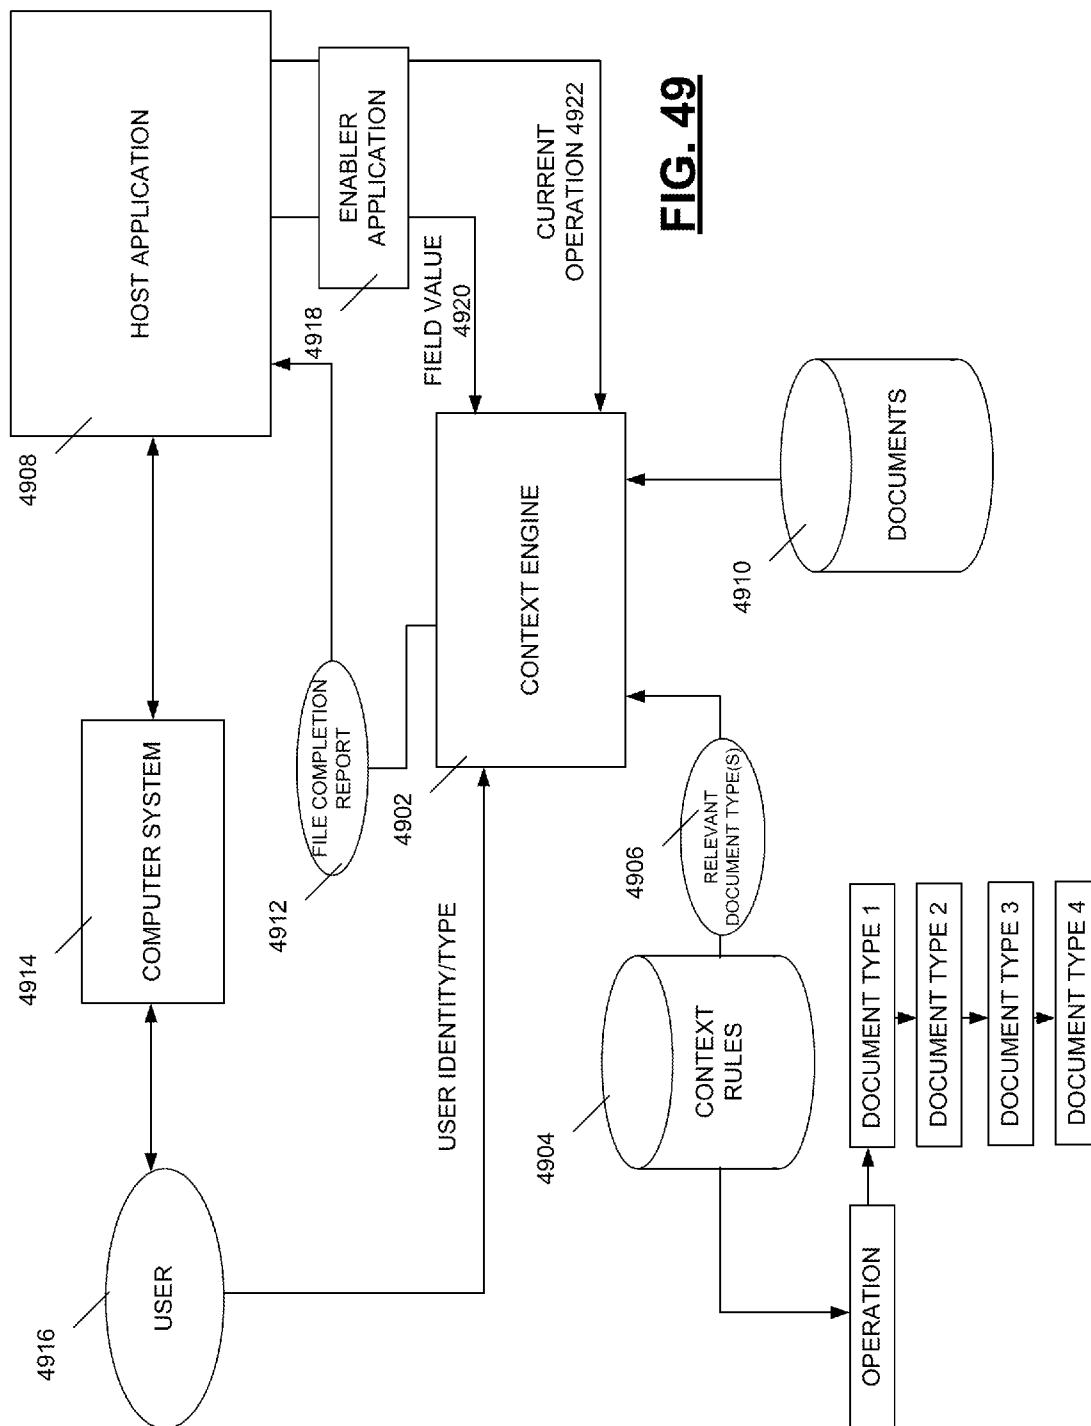 4916
USER
4914
COMPUTER SYSTEM
4908
HOST APPLICATION
4912
FILE COMPLETION
REPORT
4918
ENABLER
APPLICATION
USER IDENTITY/TYPE
4902
CONTEXT ENGINE
FIELD VALUE
4920
CURRENT
OPERATION 4922
4904
CONTEXT
RULES
4906
RELEVANT
DOCUMENT TYPE(S)
4910
DOCUMENTS
OPERATION
DOCUMENT TYPE 1
DOCUMENT TYPE 2
DOCUMENT TYPE 3
DOCUMENT TYPE 4
FIG. 49